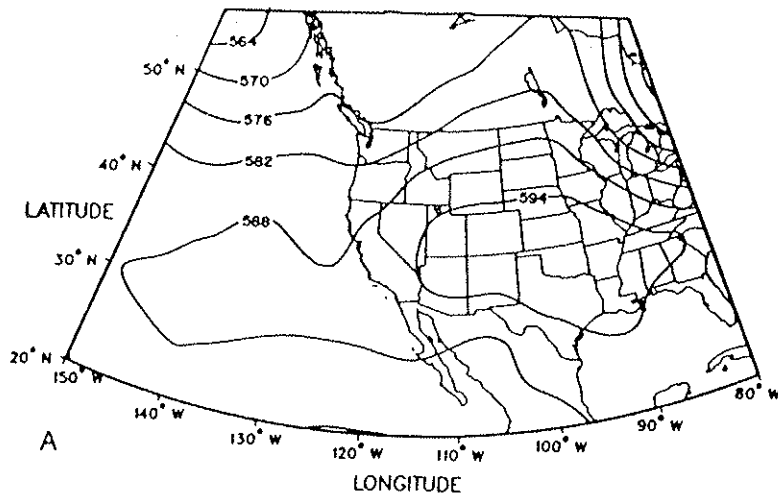 564
50° N
570
576
40° N
582
LATITUDE
594
588
30° N
20° N
150° W
80° W
140° W
90° W
130° W
100° W
120° W
110° W
A
LONGITUDE